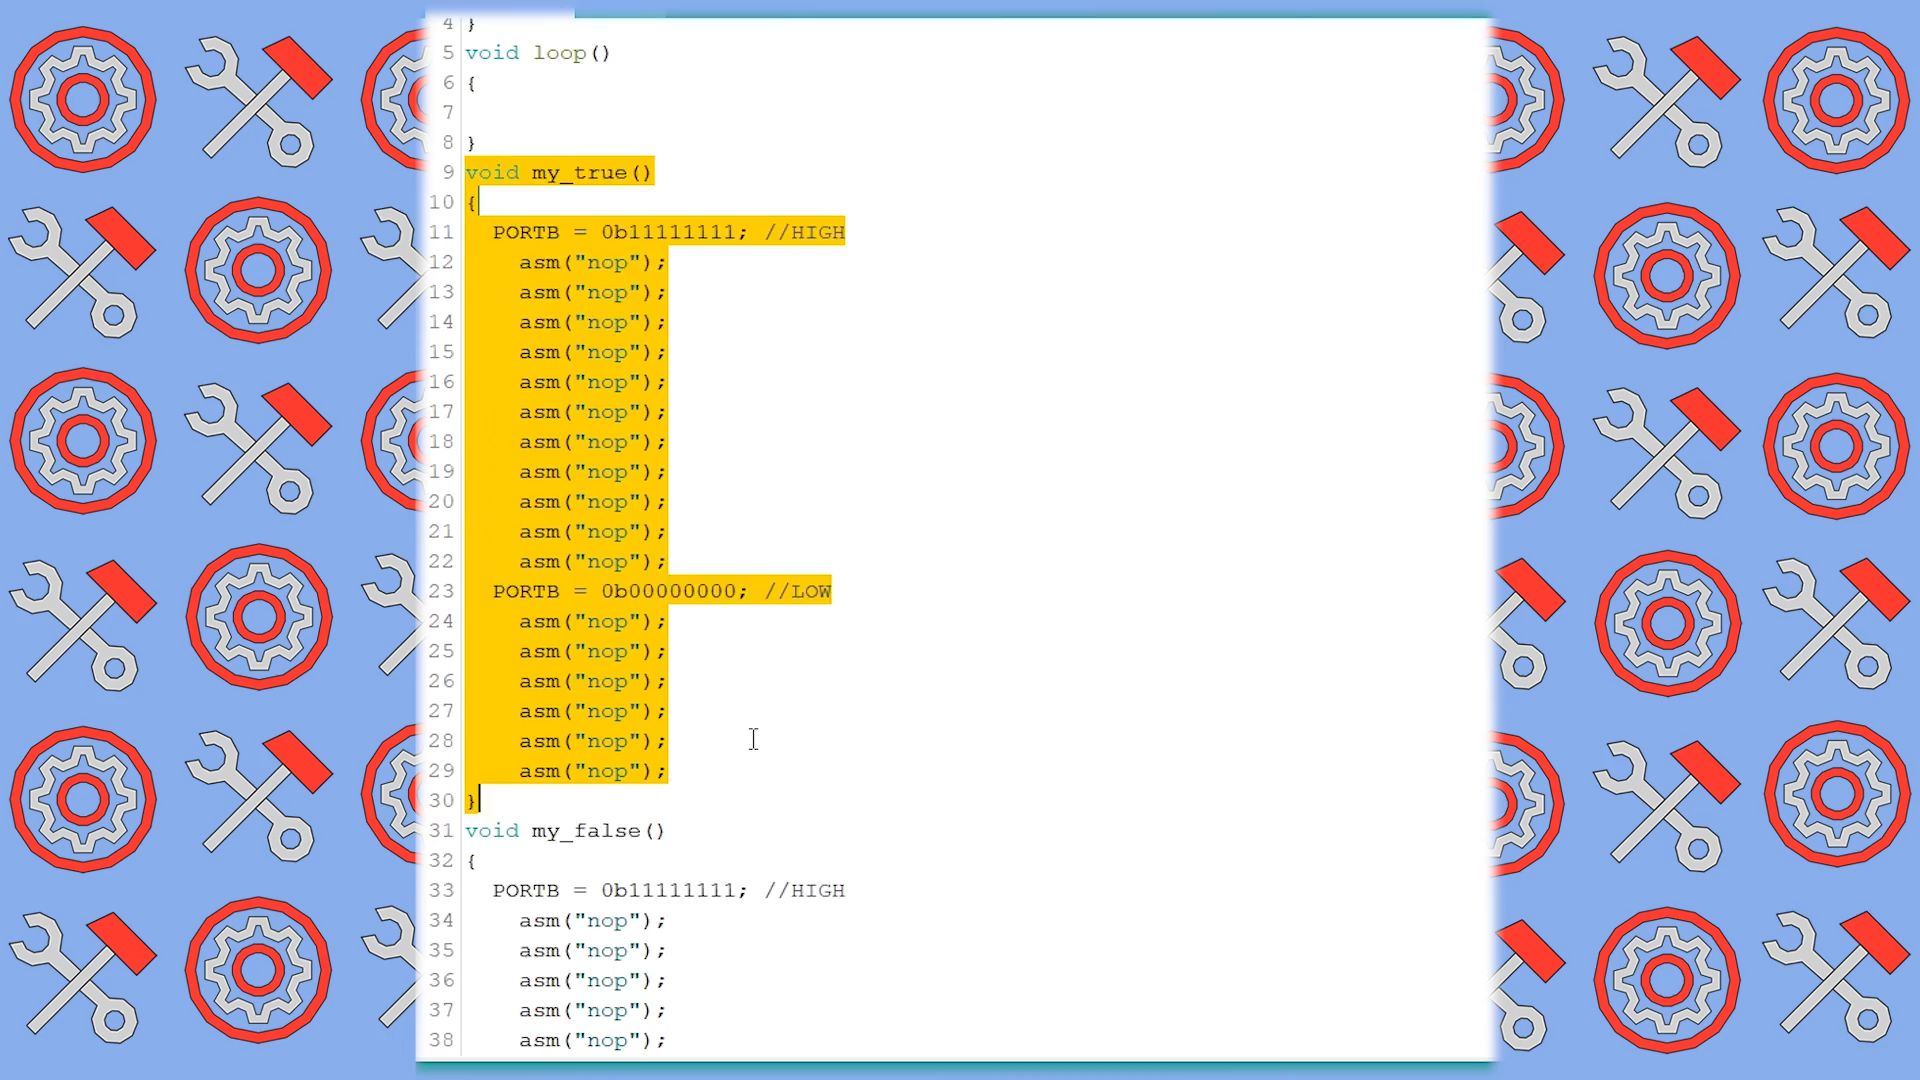 4 }
5 void loop()
6 {
7
8 }
9 void my_true()
10 {
11 PORTB = 0b11111111; //HIGH
12 asm("nop");
13 asm("nop");
14 asm("nop");
15 asm("nop");
16 asm("nop");
17 asm("nop");
18 asm("nop");
19 asm("nop");
20 asm("nop");
21 asm("nop");
22 asm("nop");
23 PORTB = 0b00000000; //LOW
24 asm("nop");
25 asm("nop");
26 asm("nop");
27 asm("nop");
28 asm("nop");
29 asm("nop");
30 }
31 void my_false()
32 {
33 PORTB = 0b11111111; //HIGH
34 asm("nop");
35 asm("nop");
36 asm("nop");
37 asm("nop");
38 asm("nop");